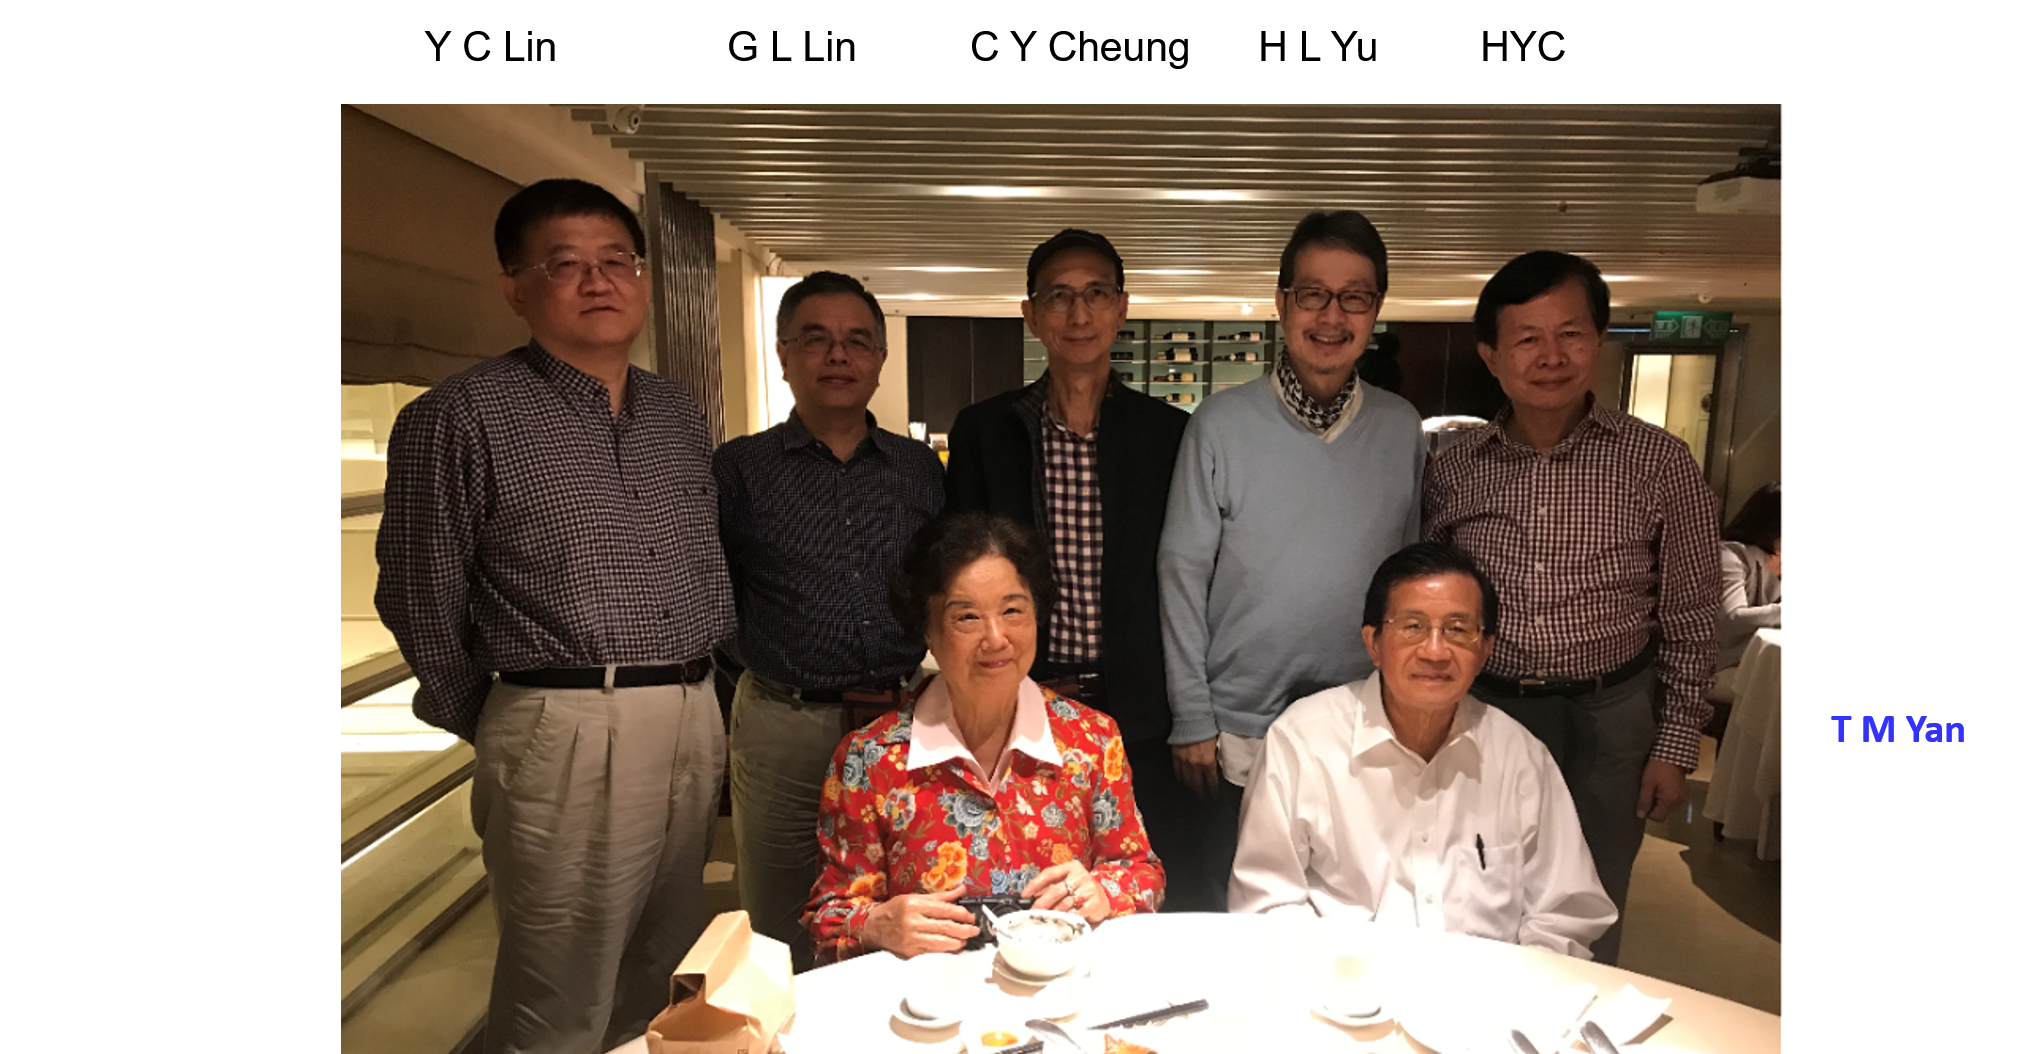 Y C Lin
G L Lin
C Y Cheung
H L Yu
HYC
T M Yan